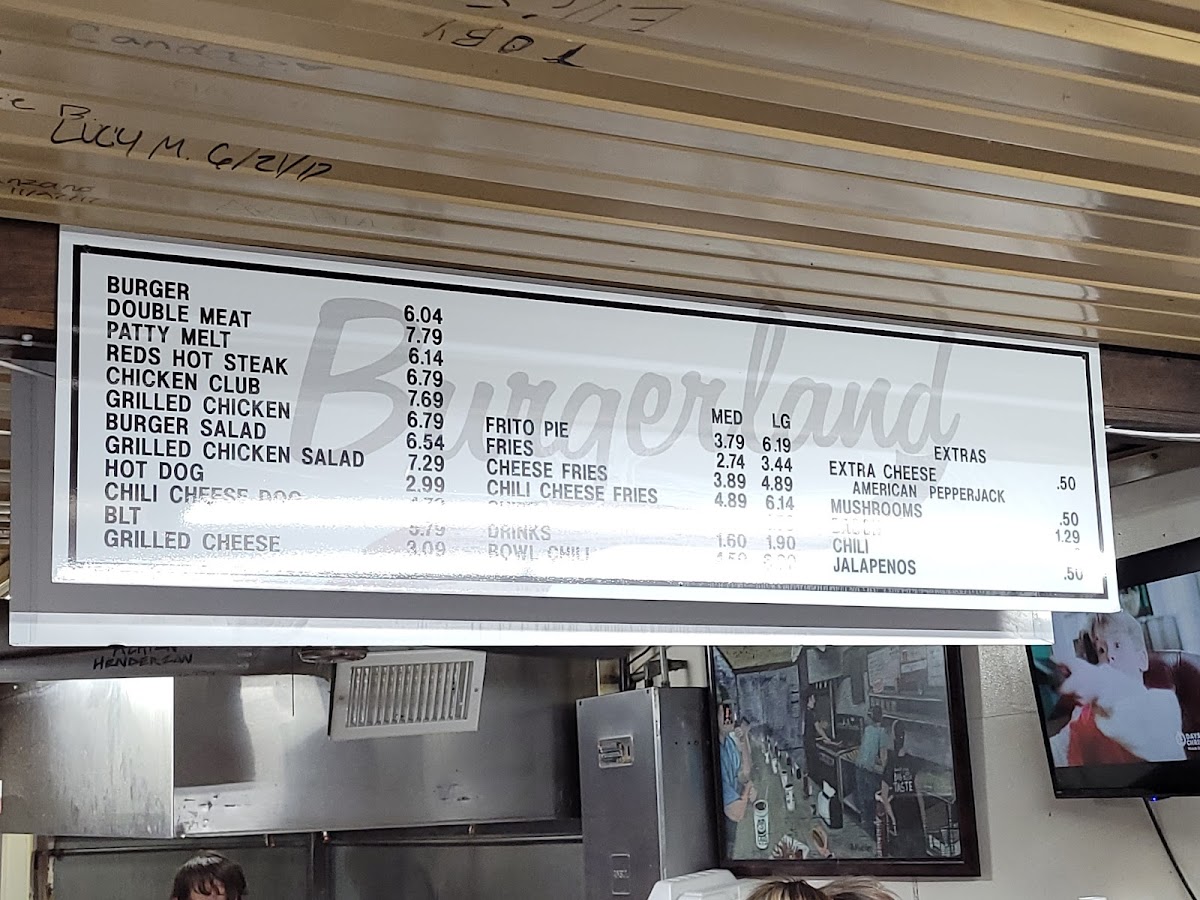 TOBY
Lucy M. 6/21/17
Burgerland
BURGER 6.04
DOUBLE MEAT 7.79
PATTY MELT 6.14
REDS HOT STEAK 6.79
CHICKEN CLUB 7.69
GRILLED CHICKEN 6.79
BURGER SALAD 6.54
GRILLED CHICKEN SALAD 7.29
HOT DOG 2.99
CHILI CHEESE DOG
BLT 5.79
GRILLED CHEESE 3.09
MED LG
FRITO PIE 3.79 6.19
FRIES 2.74 3.44
CHEESE FRIES 3.89 4.89
CHILI CHEESE FRIES 4.89 6.14
DRINKS 1.60 1.90
BOWL CHILI
EXTRAS
EXTRA CHEESE .50
AMERICAN PEPPERJACK
MUSHROOMS .50
1.29
CHILI
JALAPENOS .50
HENDERSON
TASTE